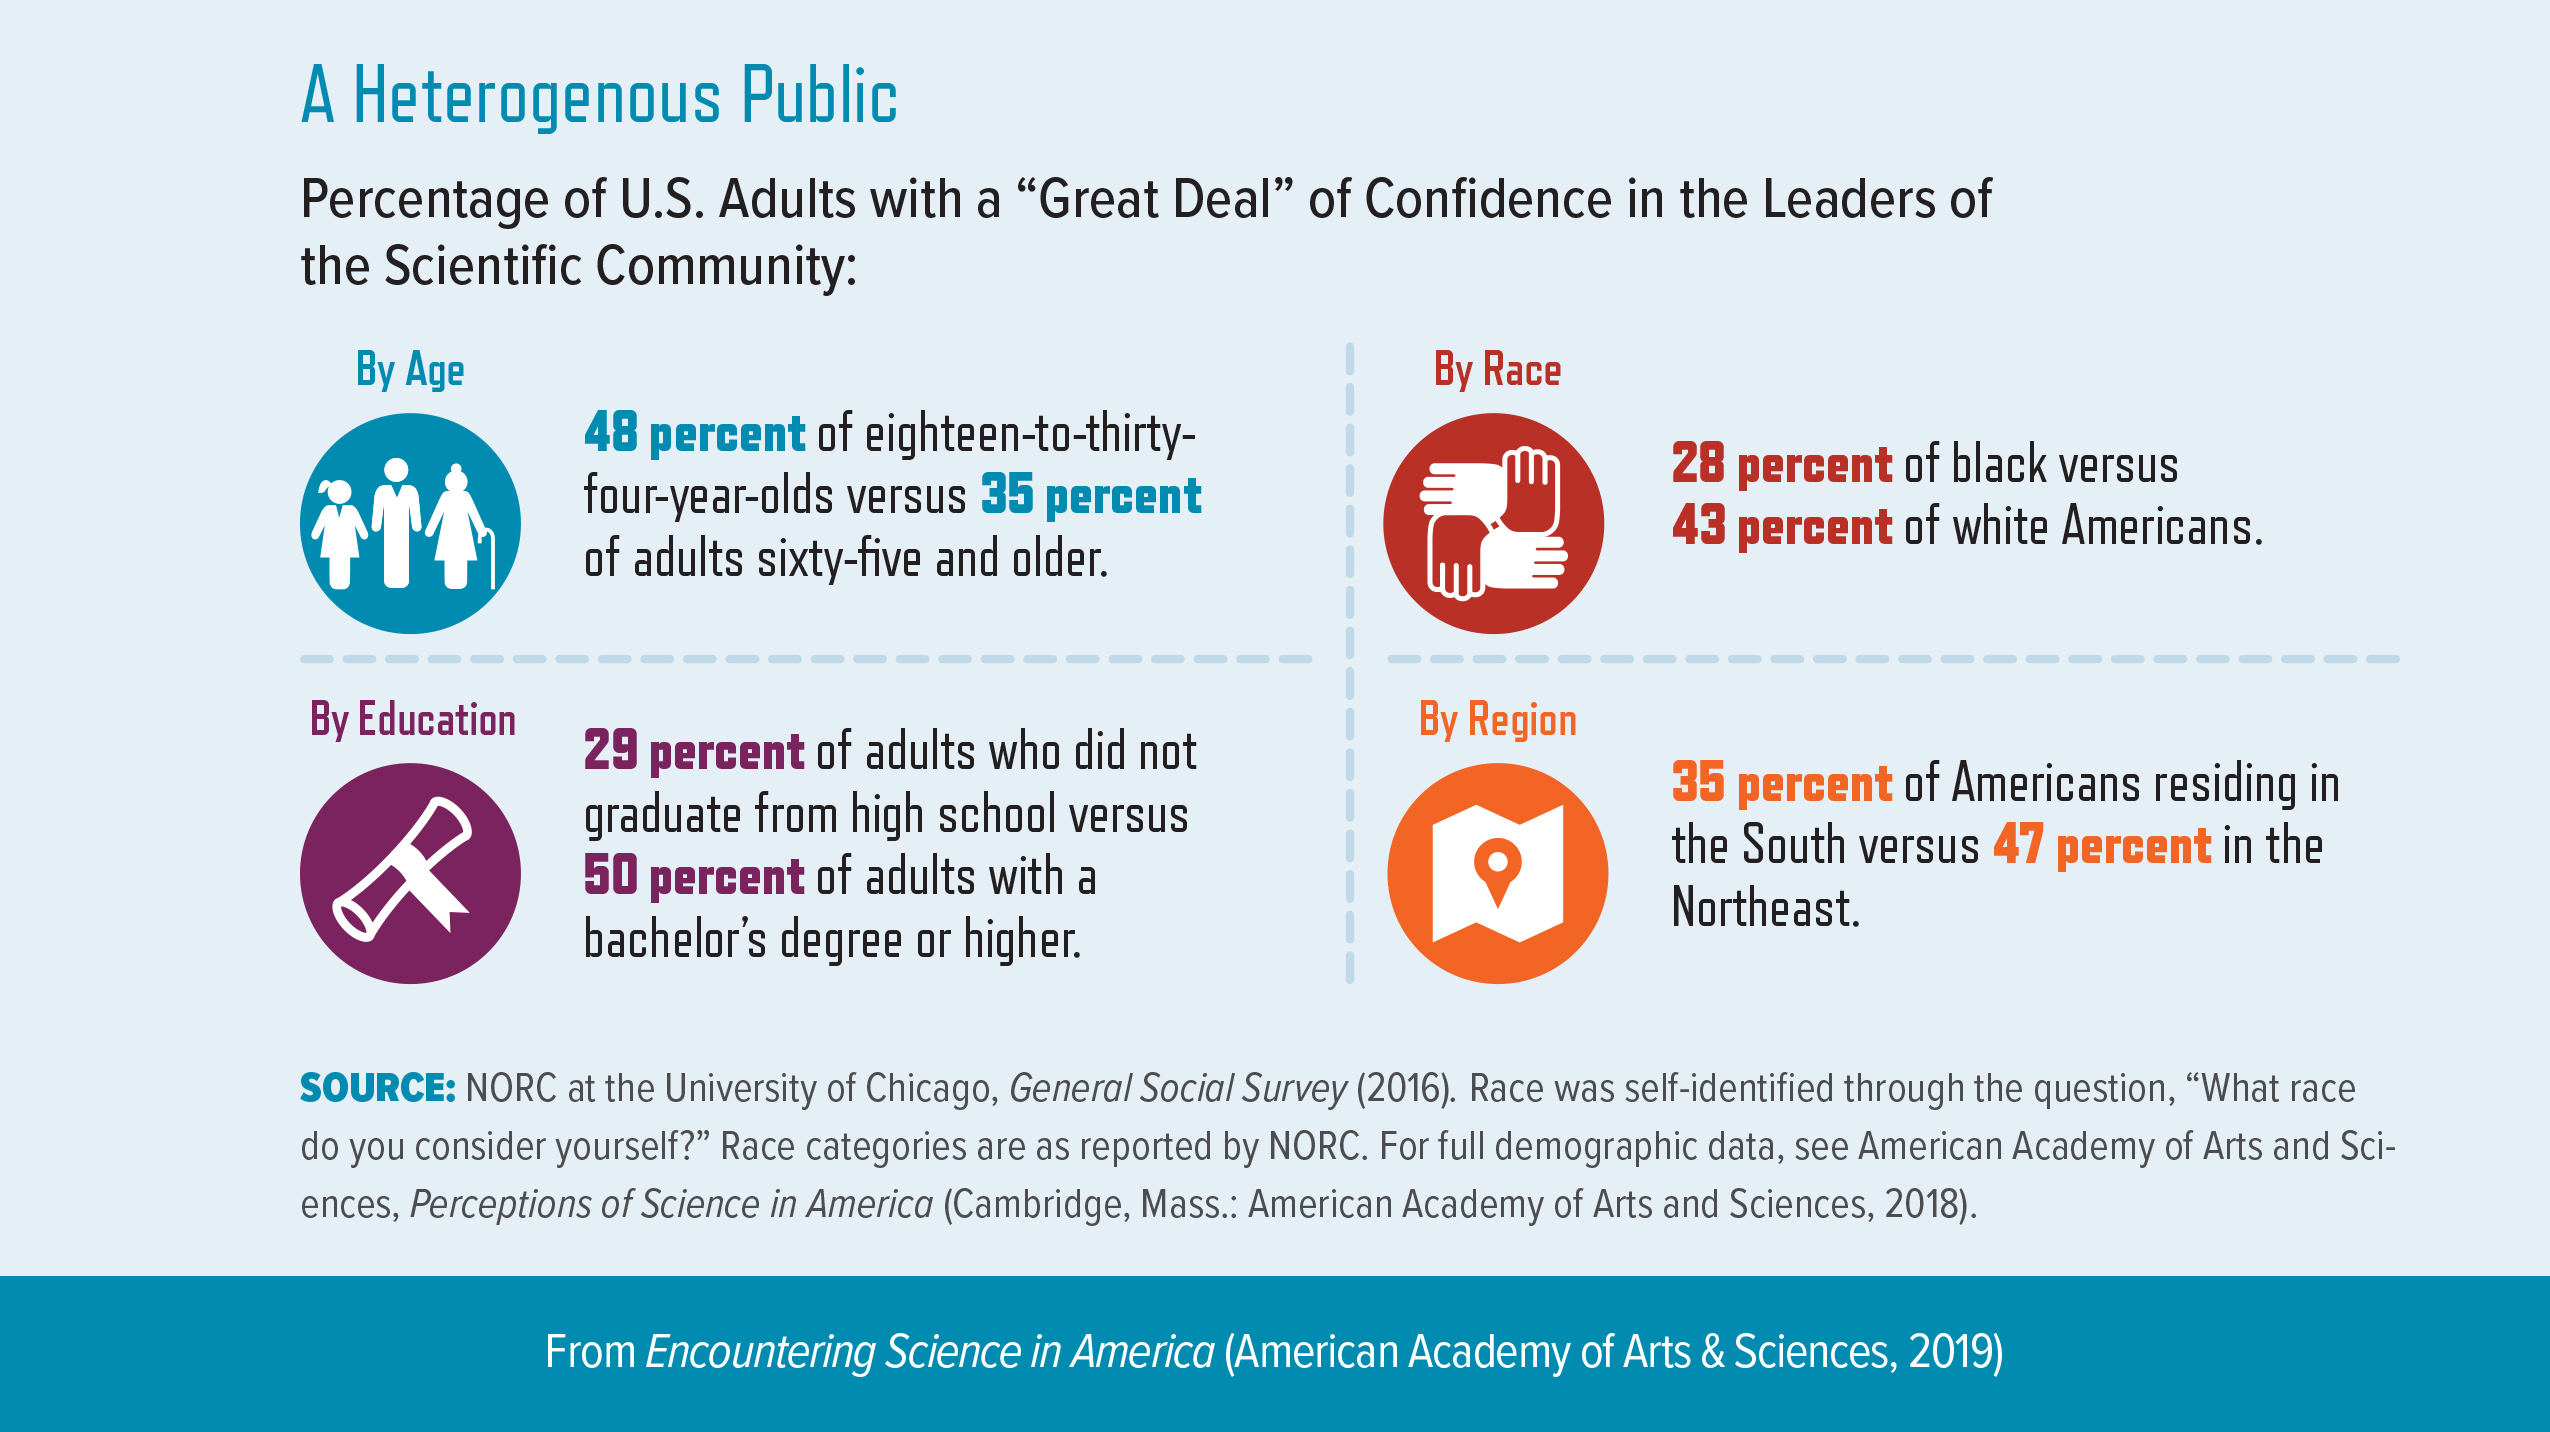 A Heterogenous Public
Percentage of U.S. Adults with a “Great Deal” of Confidence in the Leaders of
the Scientific Community:
By Age
48 percent of eighteen-to-thirty-
four-year-olds versus 35 percent
of adults sixty-five and older.
By Race
28 percent of black versus
43 percent of white Americans.
By Education
29 percent of adults who did not
graduate from high school versus
50 percent of adults with a
bachelor’s degree or higher.
By Region
35 percent of Americans residing in
the South versus 47 percent in the
Northeast.
SOURCE: NORC at the University of Chicago, General Social Survey (2016). Race was self-identified through the question, “What race
do you consider yourself?” Race categories are as reported by NORC. For full demographic data, see American Academy of Arts and Sci-
ences, Perceptions of Science in America (Cambridge, Mass.: American Academy of Arts and Sciences, 2018).
From Encountering Science in America (American Academy of Arts & Sciences, 2019)